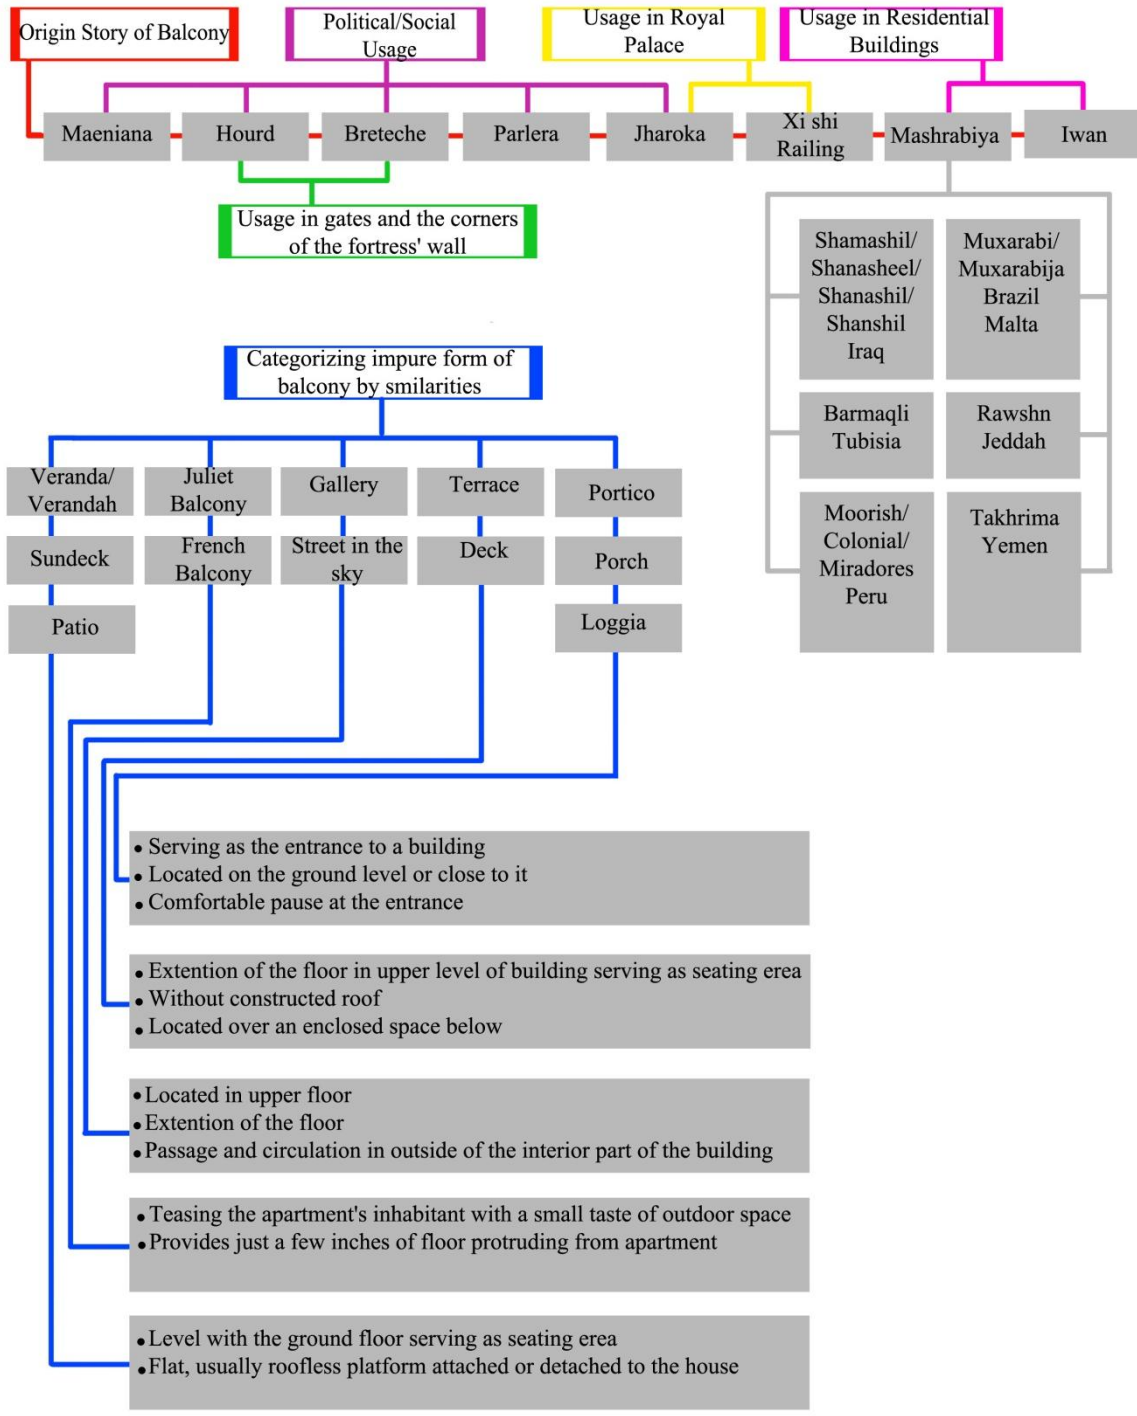 Origin Story of Balcony
Political/Social
Usage
Usage in Royal
Palace
Usage in Residential
Buildings
Maeniana
Hourd
Breteche
Parlera
Jharoka
Xi shi
Railing
Mashrabiya
Iwan
Usage in gates and the corners
of the fortress' wall
Shamashil/
Shanasheel/
Shanashil/
Shanshil
Iraq
Muxarabi/
Muxarabija
Brazil
Malta
Barmaqli
Tubisia
Rawshn
Jeddah
Moorish/
Colonial/
Miradores
Peru
Takhrima
Yemen
Categorizing impure form of
balcony by smilarities
Veranda/
Verandah
Juliet
Balcony
Gallery
Terrace
Portico
Sundeck
French
Balcony
Street in the
sky
Deck
Porch
Patio
Loggia
• Serving as the entrance to a building
• Located on the ground level or close to it
• Comfortable pause at the entrance
• Extention of the floor in upper level of building serving as seating erea
• Without constructed roof
• Located over an enclosed space below
• Located in upper floor
• Extention of the floor
• Passage and circulation in outside of the interior part of the building
• Teasing the apartment's inhabitant with a small taste of outdoor space
• Provides just a few inches of floor protruding from apartment
• Level with the ground floor serving as seating erea
• Flat, usually roofless platform attached or detached to the house